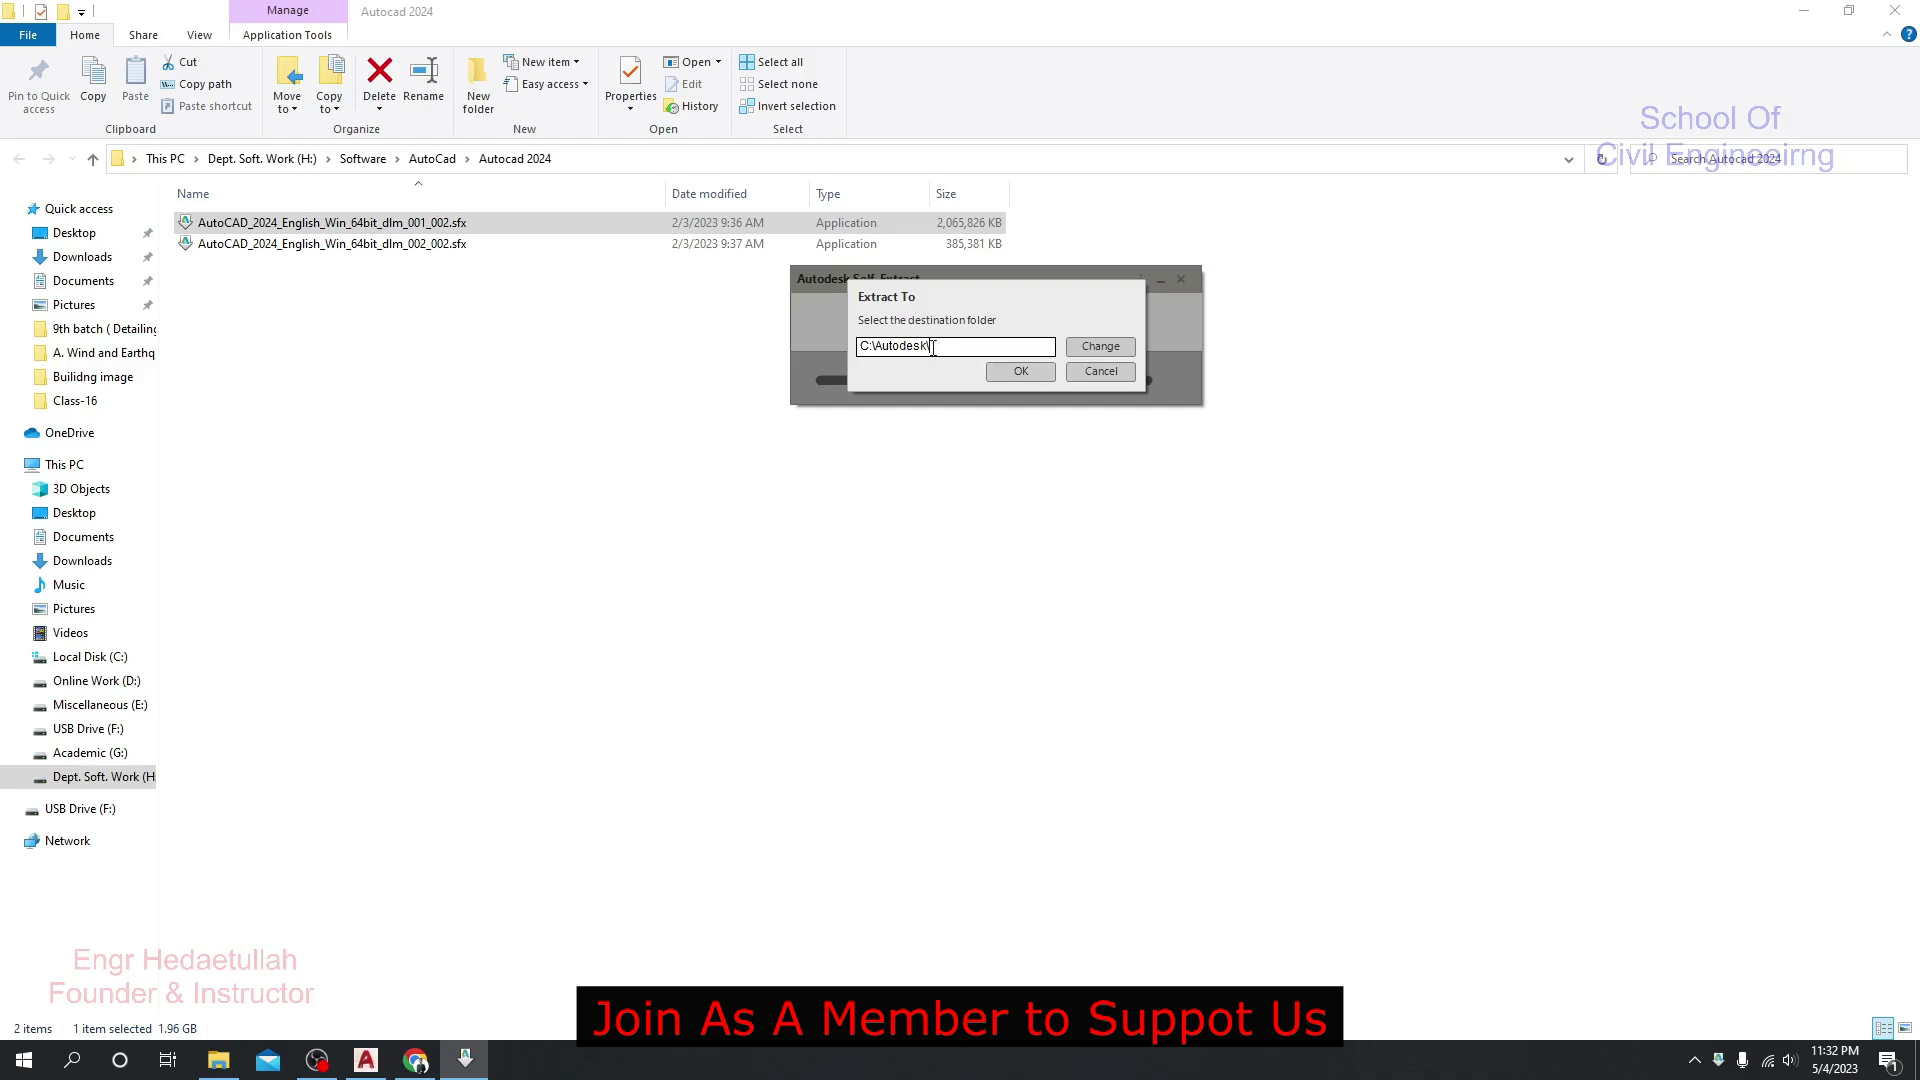 Manage
Autocad 2024
File
Home
Share
View
Application Tools
Pin to Quick access
Copy
Paste
Cut
Copy path
Paste shortcut
Clipboard
Move to
Copy to
Delete
Rename
Organize
New folder
New item
Easy access
New
Properties
Open
Edit
History
Open
Select all
Select none
Invert selection
Select
School Of
Civil Engineeirng
This PC > Dept. Soft. Work (H:) > Software > AutoCad > Autocad 2024
Search Autocad 2024
Name
Date modified
Type
Size
AutoCAD_2024_English_Win_64bit_dlm_001_002.sfx 2/3/2023 9:36 AM Application 2,065,826 KB
AutoCAD_2024_English_Win_64bit_dlm_002_002.sfx 2/3/2023 9:37 AM Application 385,381 KB
Quick access
Desktop
Downloads
Documents
Pictures
9th batch ( Detailing
A. Wind and Earthq
Builidng image
Class-16
OneDrive
This PC
3D Objects
Desktop
Documents
Downloads
Music
Pictures
Videos
Local Disk (C:)
Online Work (D:)
Miscellaneous (E:)
USB Drive (F:)
Academic (G:)
Dept. Soft. Work (H:
USB Drive (F:)
Network
Autodesk Self-Extract
Extract To
Select the destination folder
C:\Autodesk\
Change
OK
Cancel
Engr Hedaetullah
Founder & Instructor
Join As A Member to Suppot Us
2 items
1 item selected 1.96 GB
11:32 PM
5/4/2023
1